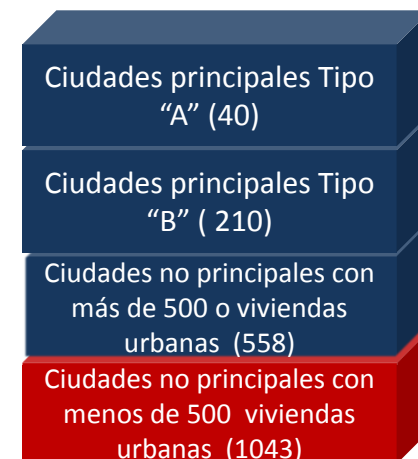 Ciudades principales Tipo
“A” (40)
Ciudades principales Tipo
“B” ( 210)
Ciudades no principales con
más de 500 o viviendas
urbanas (558)
Ciudades no principales con
menos de 500 viviendas
urbanas (1043)